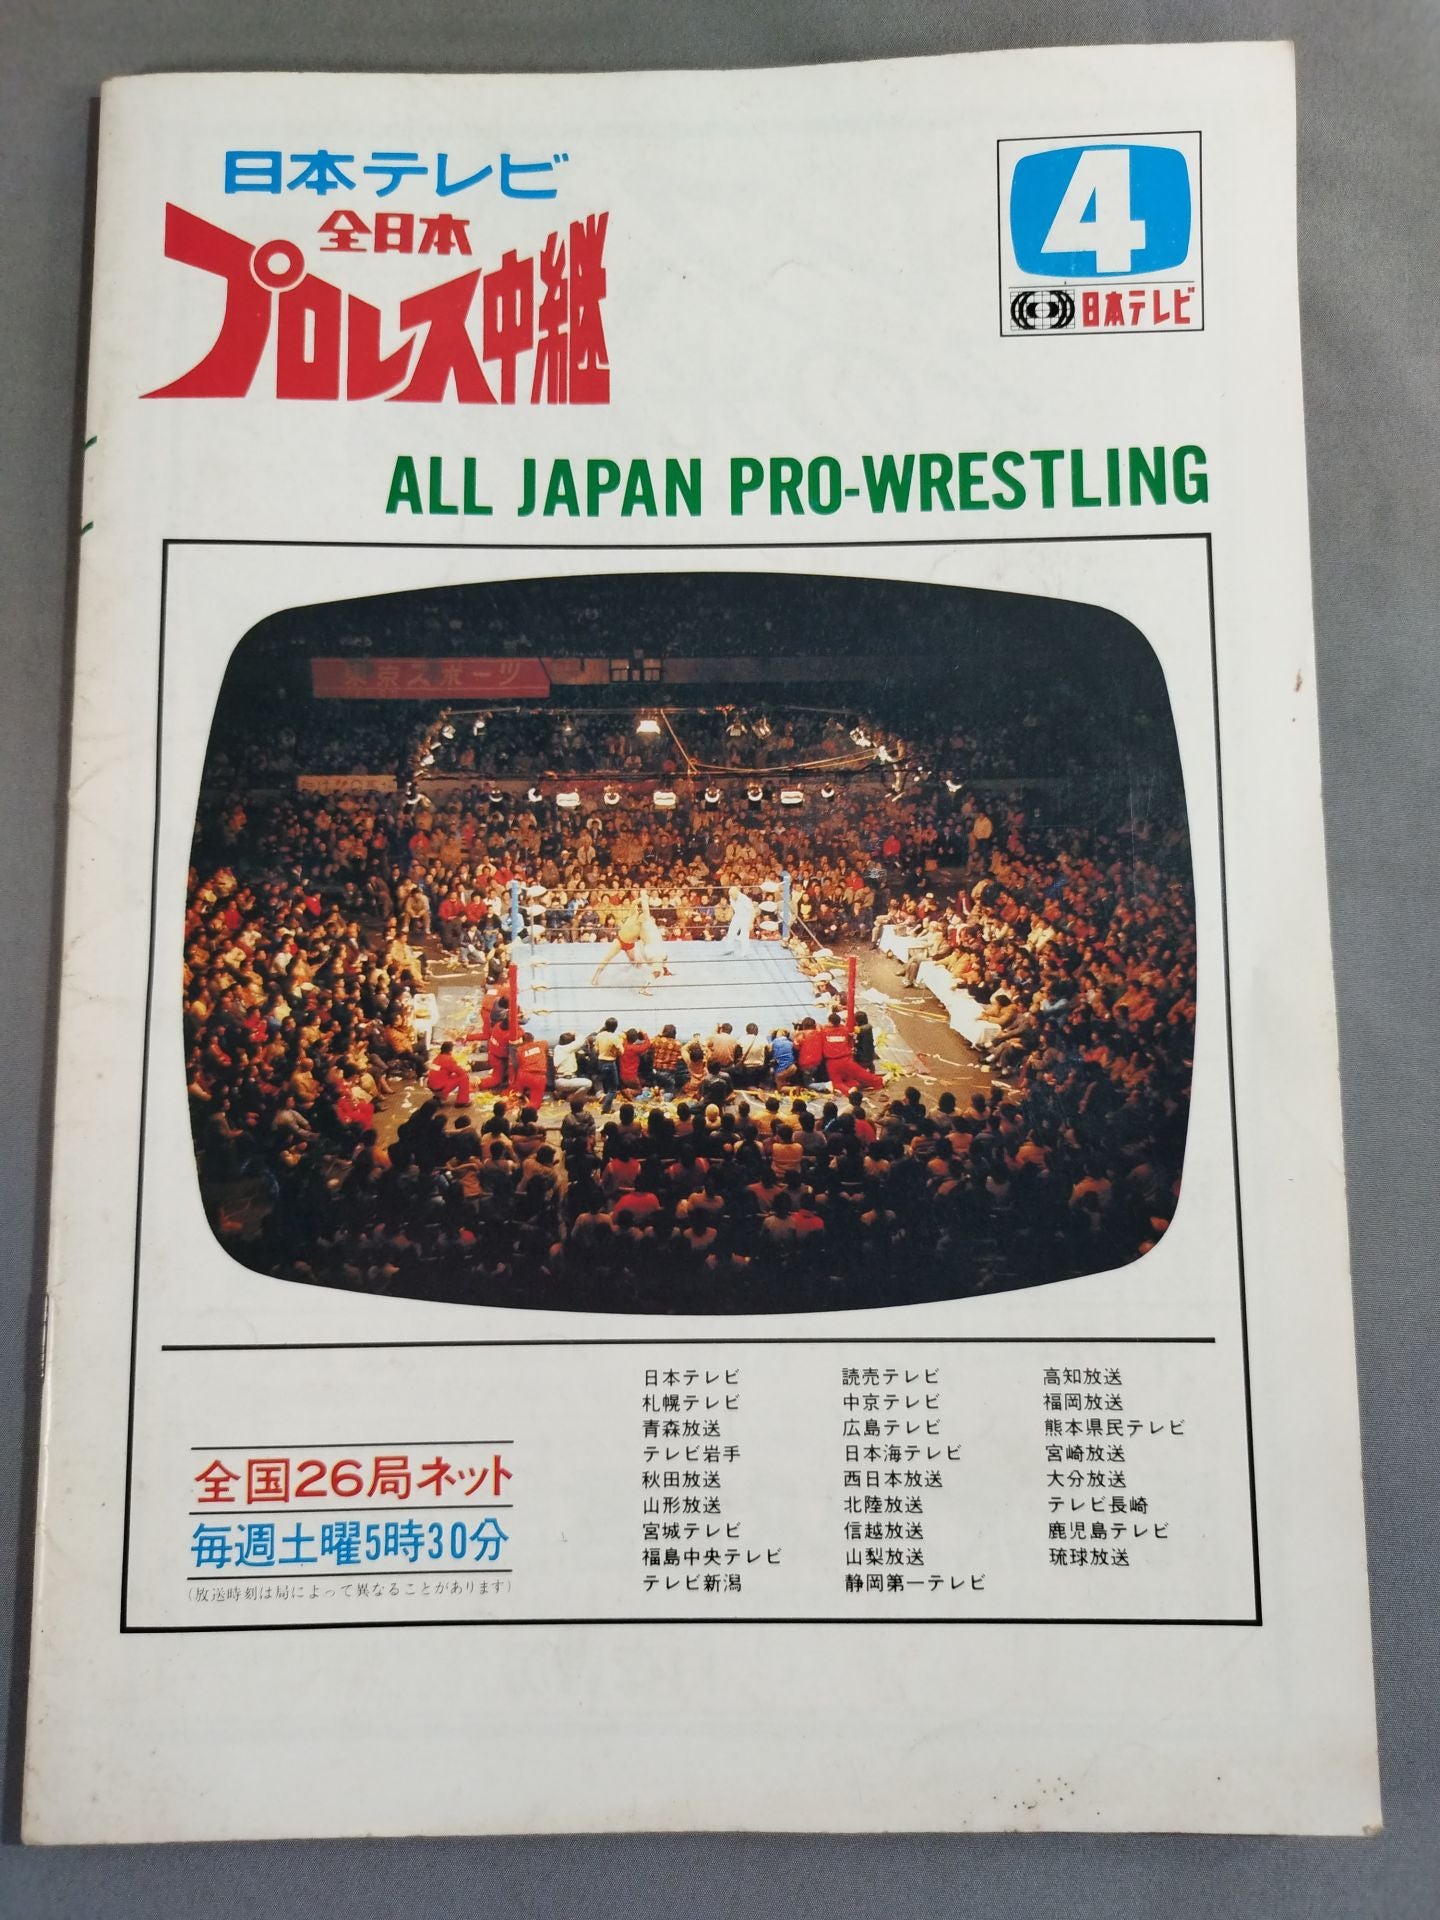 日本テレビ
全日本
プロレス中継
4
日本テレビ
ALL JAPAN PRO-WRESTLING
東京スポーツ
全国26局ネット
毎週土曜5時30分
(放送時刻は局によって異なることがあります)
日本テレビ
札幌テレビ
青森放送
テレビ岩手
秋田放送
山形放送
宮城テレビ
福島中央テレビ
テレビ新潟
読売テレビ
中京テレビ
広島テレビ
日本海テレビ
西日本放送
北陸放送
信越放送
山梨放送
静岡第一テレビ
高知放送
福岡放送
熊本県民テレビ
宮崎放送
大分放送
テレビ長崎
鹿児島テレビ
琉球放送